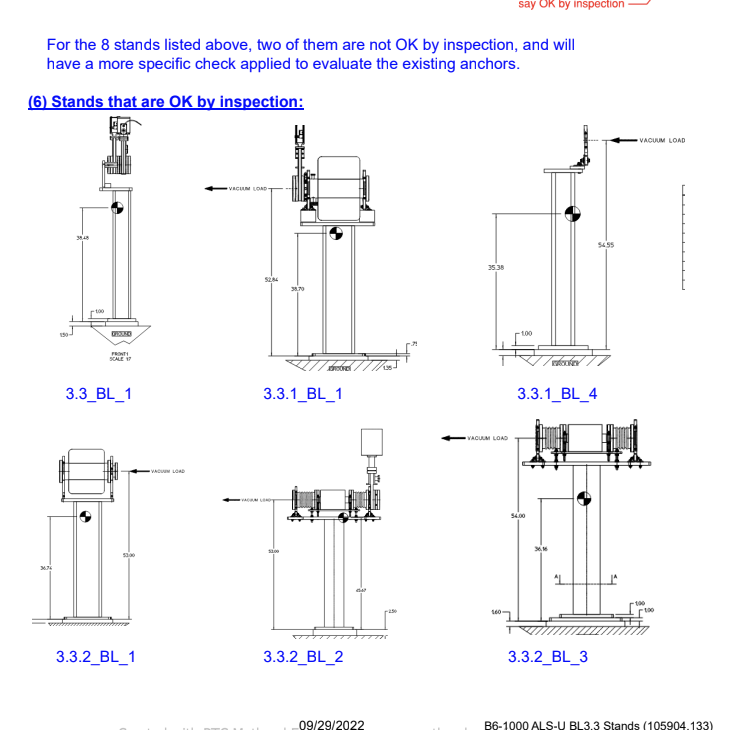 say OK by inspection
For the 8 stands listed above, two of them are not OK by inspection, and will
have a more specific check applied to evaluate the existing anchors.
(6) Stands that are OK by inspection:
VACUUM LOAD
38.48
1.00
1.50
GROUND
FRONT1
SCALE 1:7
3.3_BL_1
VACUUM LOAD
52.84
38.70
.75
1.35
GROUND
3.3.1_BL_1
VACUUM LOAD
54.55
35.38
1.00
GROUND
3.3.1_BL_4
VACUUM LOAD
36.74
53.00
3.3.2_BL_1
VACUUM LOAD
53.00
2.50
3.3.2_BL_2
VACUUM LOAD
54.00
36.16
A A
1.60
1.00
1.00
3.3.2_BL_3
09/29/2022
B6-1000 ALS-U BL3.3 Stands (105904.133)